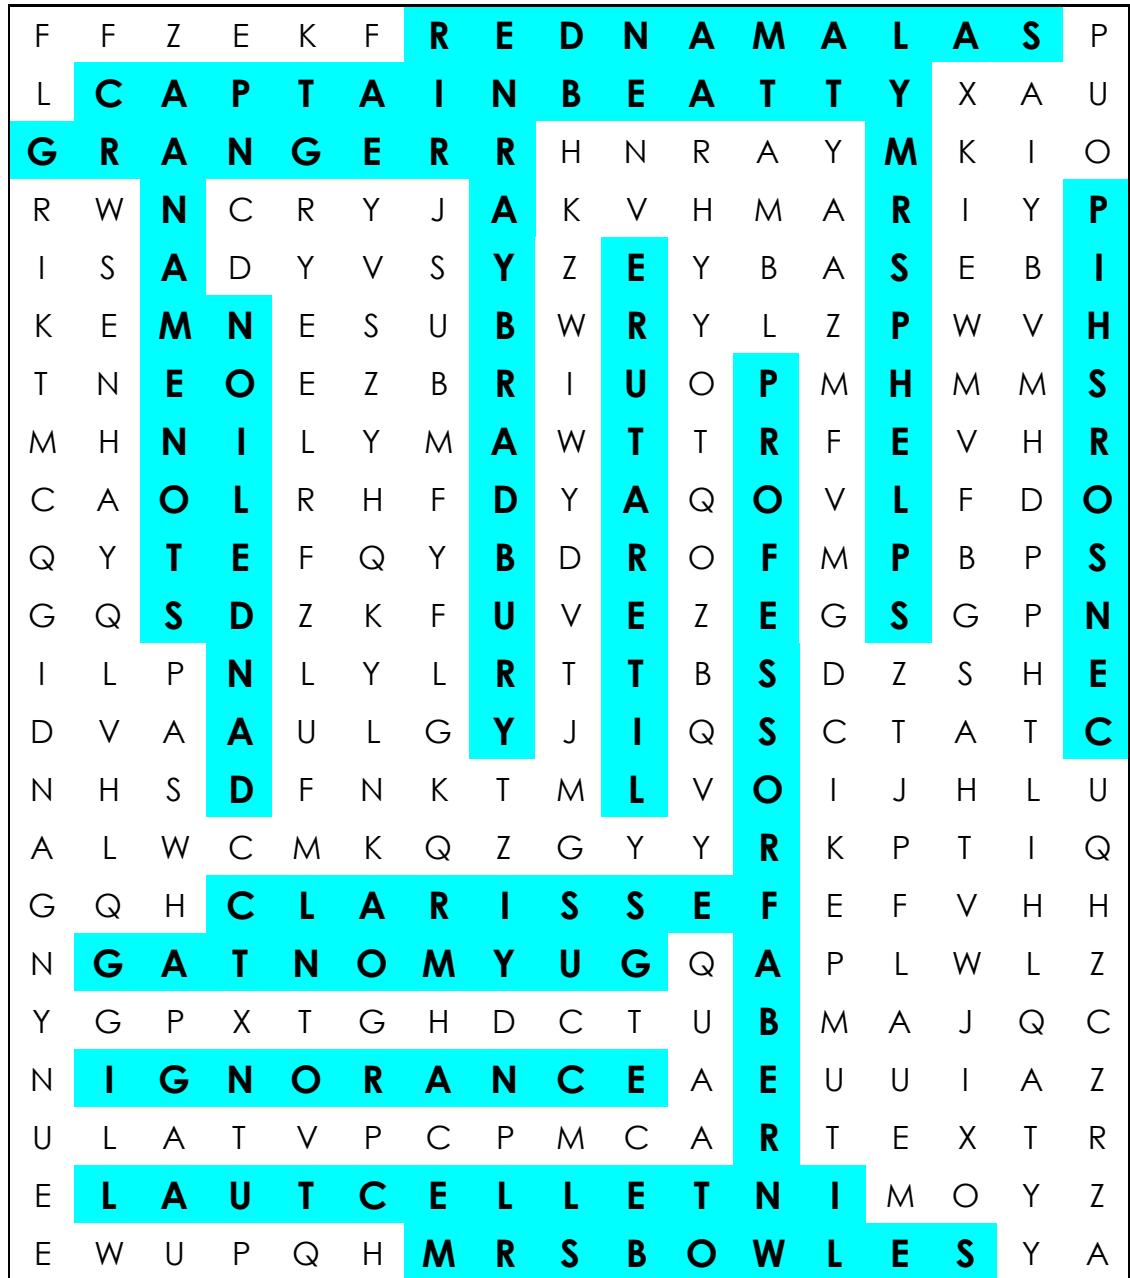 F F Z E K F R E D N A M A L A S P
L C A P T A I N B E A T T Y X A U
G R A N G E R R H N R A Y M K I O
R W N C R Y J A K V H M A R I Y P
I S A D Y V S Y Z E Y B A S E B I
K E M N E S U B W R Y L Z P W V H
T N E O E Z B R I U O P M H M M S
M H N I L Y M A W T T R F E V H R
C A O L R H F D Y A Q O V L F D O
Q Y T E F Q Y B D R O F M P B P S
G Q S D Z K F U V E Z E G S G P N
I L P N L Y L R T T B S D Z S H E
D V A A U L G Y J I Q S C T A T C
N H S D F N K T M L V O I J H L U
A L W C M K Q Z G Y Y R K P T I Q
G Q H C L A R I S S E F E F V H H
N G A T N O M Y U G Q A P L W L Z
Y G P X T G H D C T U B M A J Q C
N I G N O R A N C E A E U U I A Z
U L A T V P C P M C A R T E X T R
E L A U T C E L L E T N I M O Y Z
E W U P Q H M R S B O W L E S Y A